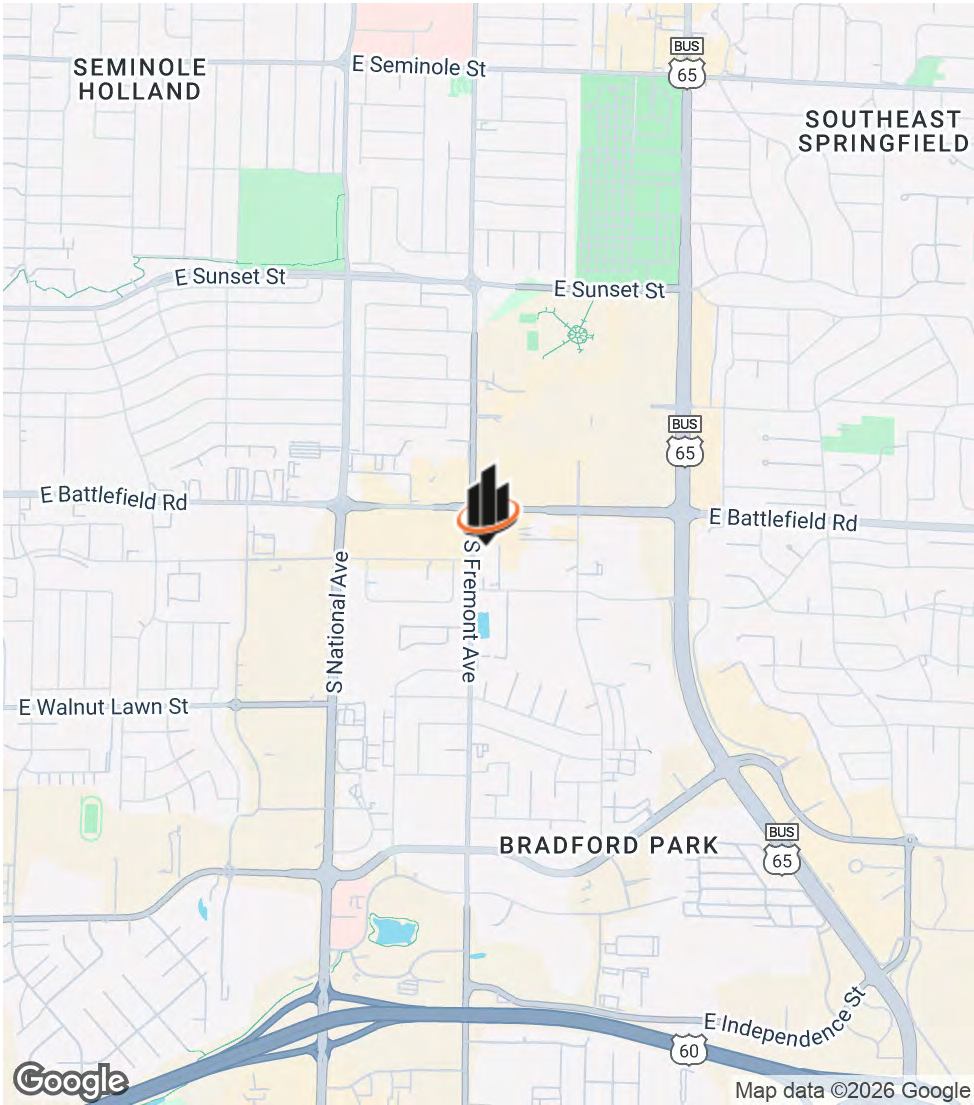 BUS
65
E Seminole St
SEMINOLE
HOLLAND
SOUTHEAST
SPRINGFIELD
E Sunset St
E Sunset St
BUS
65
E Battlefield Rd
E Battlefield Rd
S Fremont Ave
S National Ave
E Walnut Lawn St
BRADFORD PARK
BUS
65
E Independence St
60
Google
Map data ©2026 Google